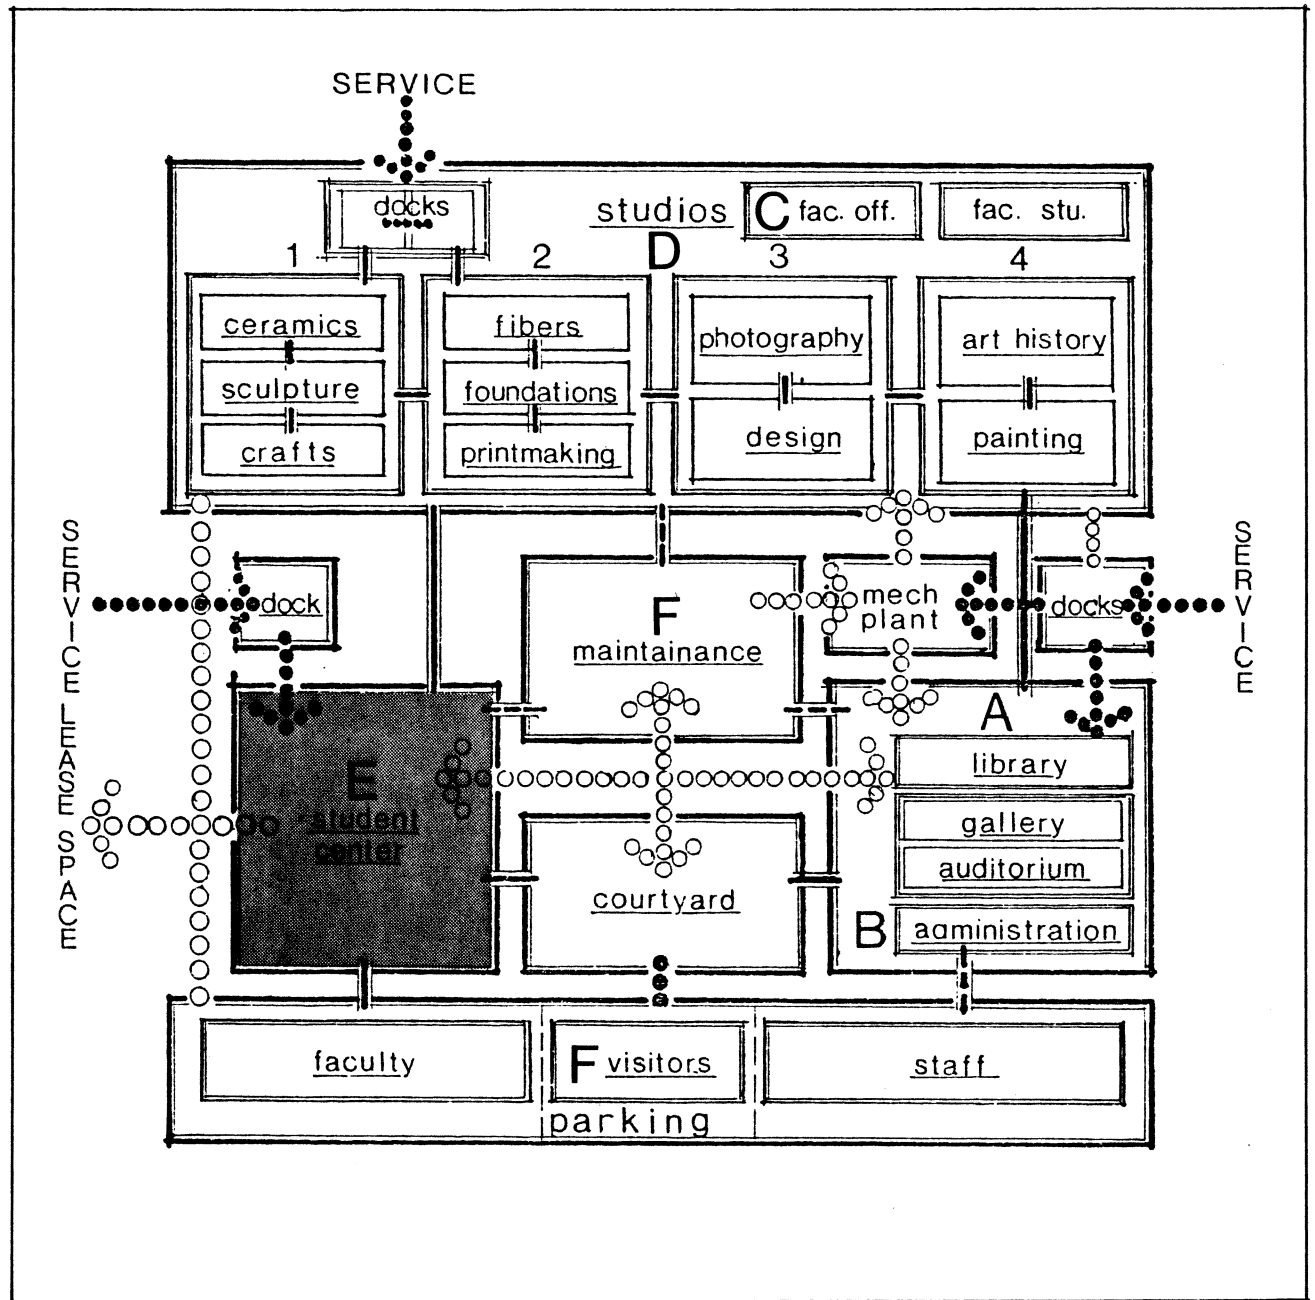 SERVICE
docks
studios
C fac. off.
fac. stu.
D
1
2
3
4
ceramics
sculpture
crafts
fibers
foundations
printmaking
photography
design
art history
painting
SERVICE LEASE SPACE
dock
F
maintainance
mech
plant
docks
SERVICE
E
student
center
courtyard
A
library
gallery
auditorium
B administration
faculty
F visitors
staff
parking